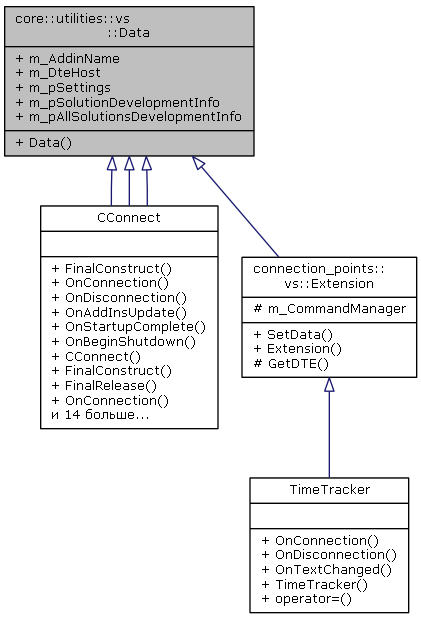 core::utilities::vs
::Data
+ m_AddinName
+ m_DteHost
+ m_pSettings
+ m_pSolutionDevelopmentInfo
+ m_pAllSolutionsDevelopmentInfo
+ Data()
CConnect
+ FinalConstruct()
+ OnConnection()
+ OnDisconnection()
+ OnAddInsUpdate()
+ OnStartupComplete()
+ OnBeginShutdown()
+ CConnect()
+ FinalConstruct()
+ FinalRelease()
+ OnConnection()
и 14 больше...
connection_points::
vs::Extension
# m_CommandManager
+ SetData()
+ Extension()
# GetDTE()
TimeTracker
+ OnConnection()
+ OnDisconnection()
+ OnTextChanged()
+ TimeTracker()
+ operator=()